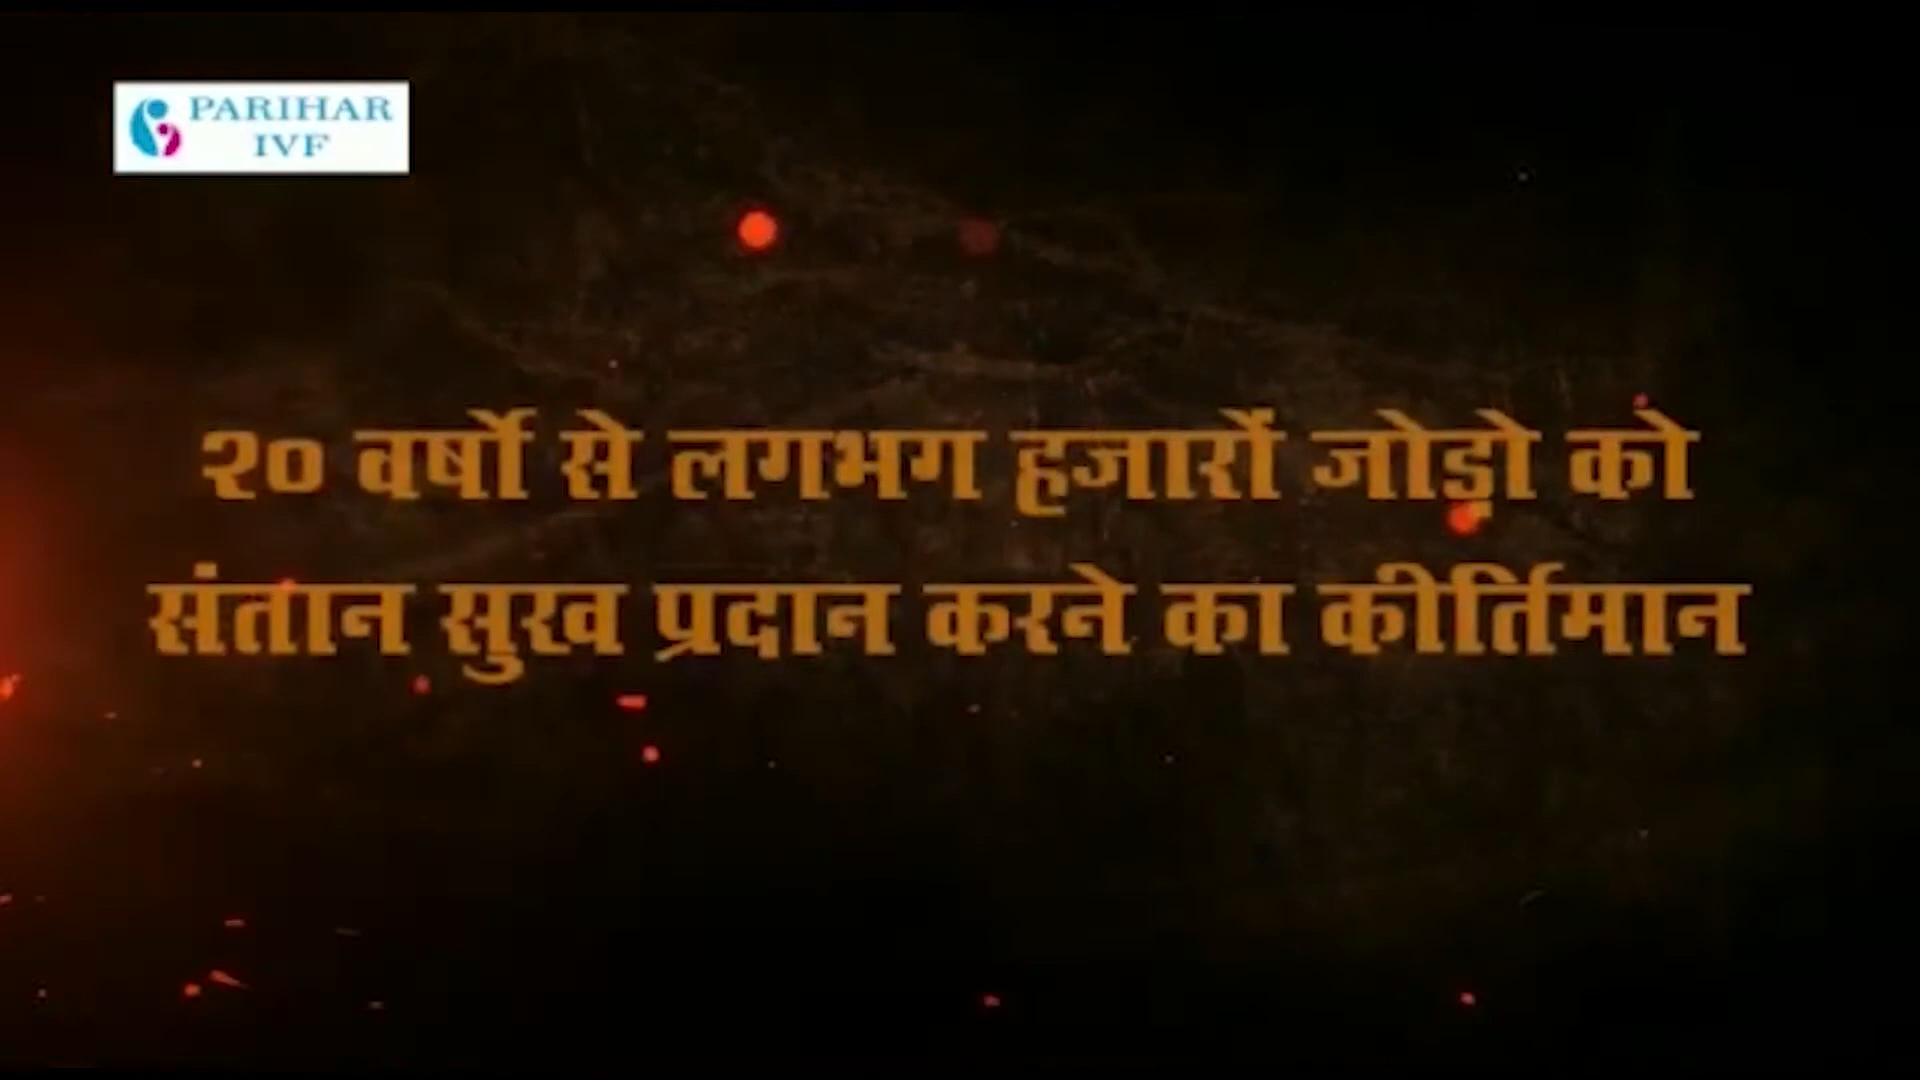 PARIHAR
IVF
२० वर्षो से लगभग हजारों जोड़ो को
संतान सुख प्रदान करने का कीर्तिमान